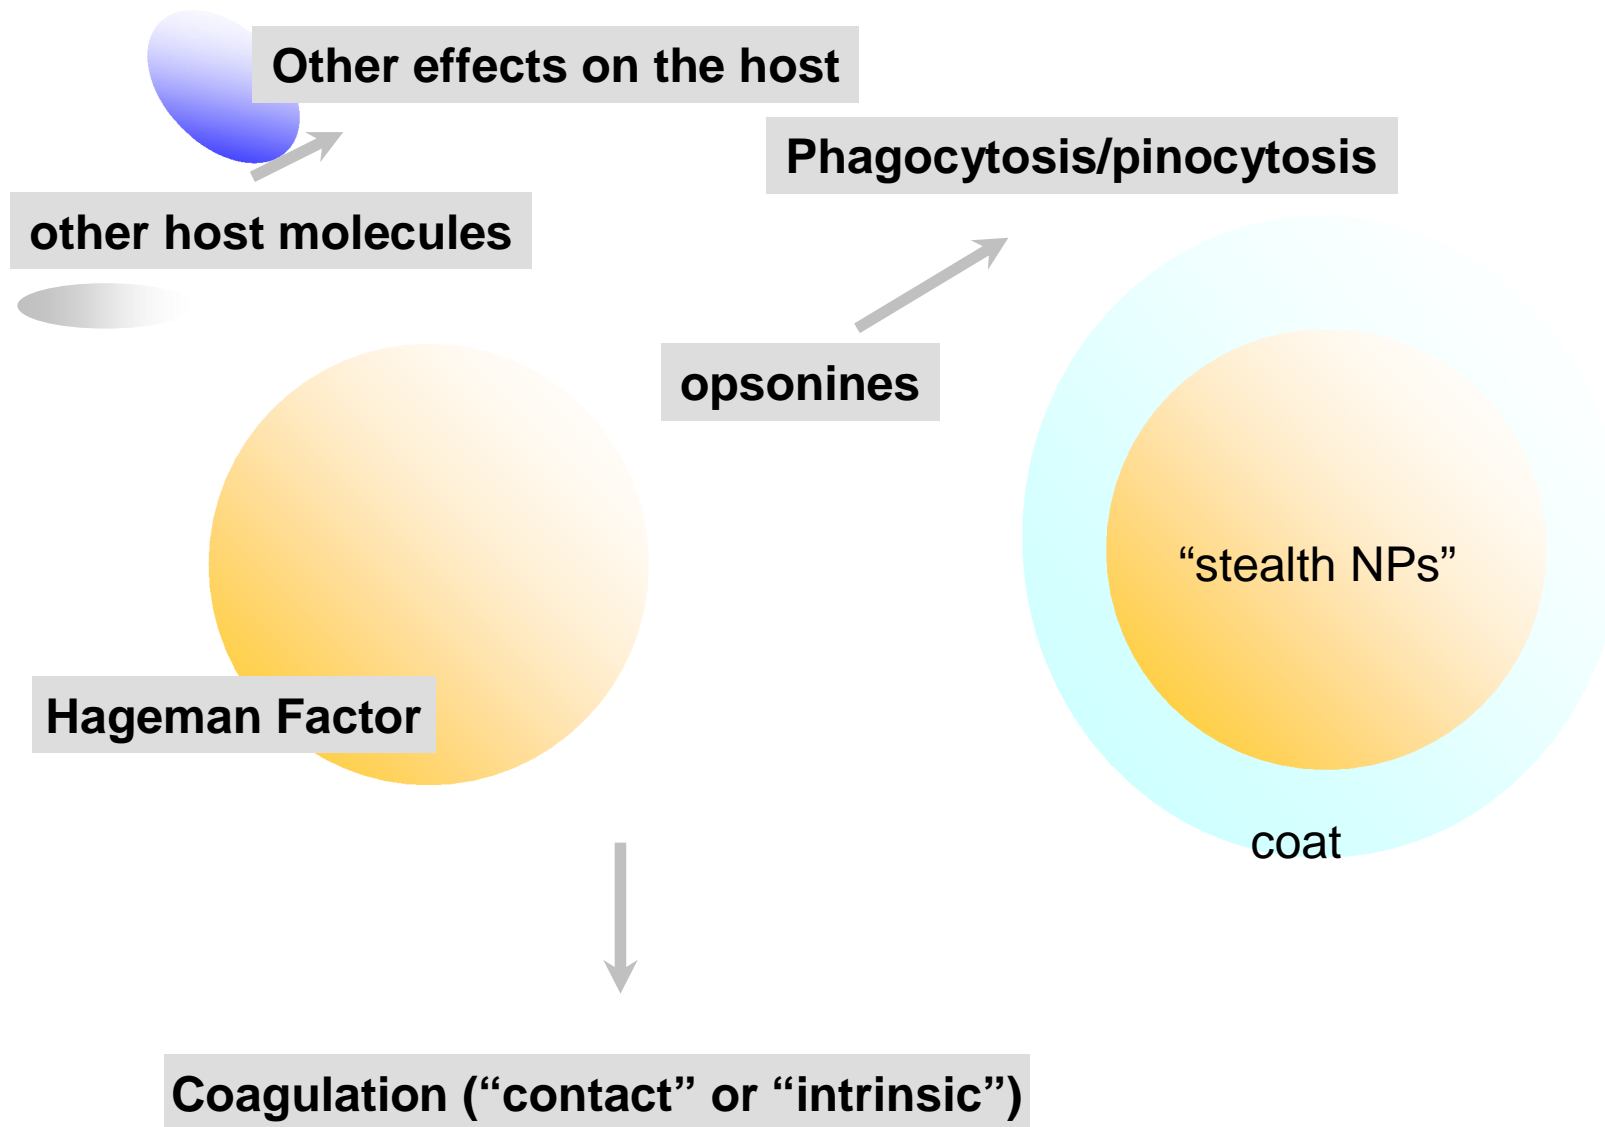 Other effects on the host
Phagocytosis/pinocytosis
other host molecules
opsonines
“stealth NPs”
Hageman Factor
coat
Coagulation (“contact” or “intrinsic”)